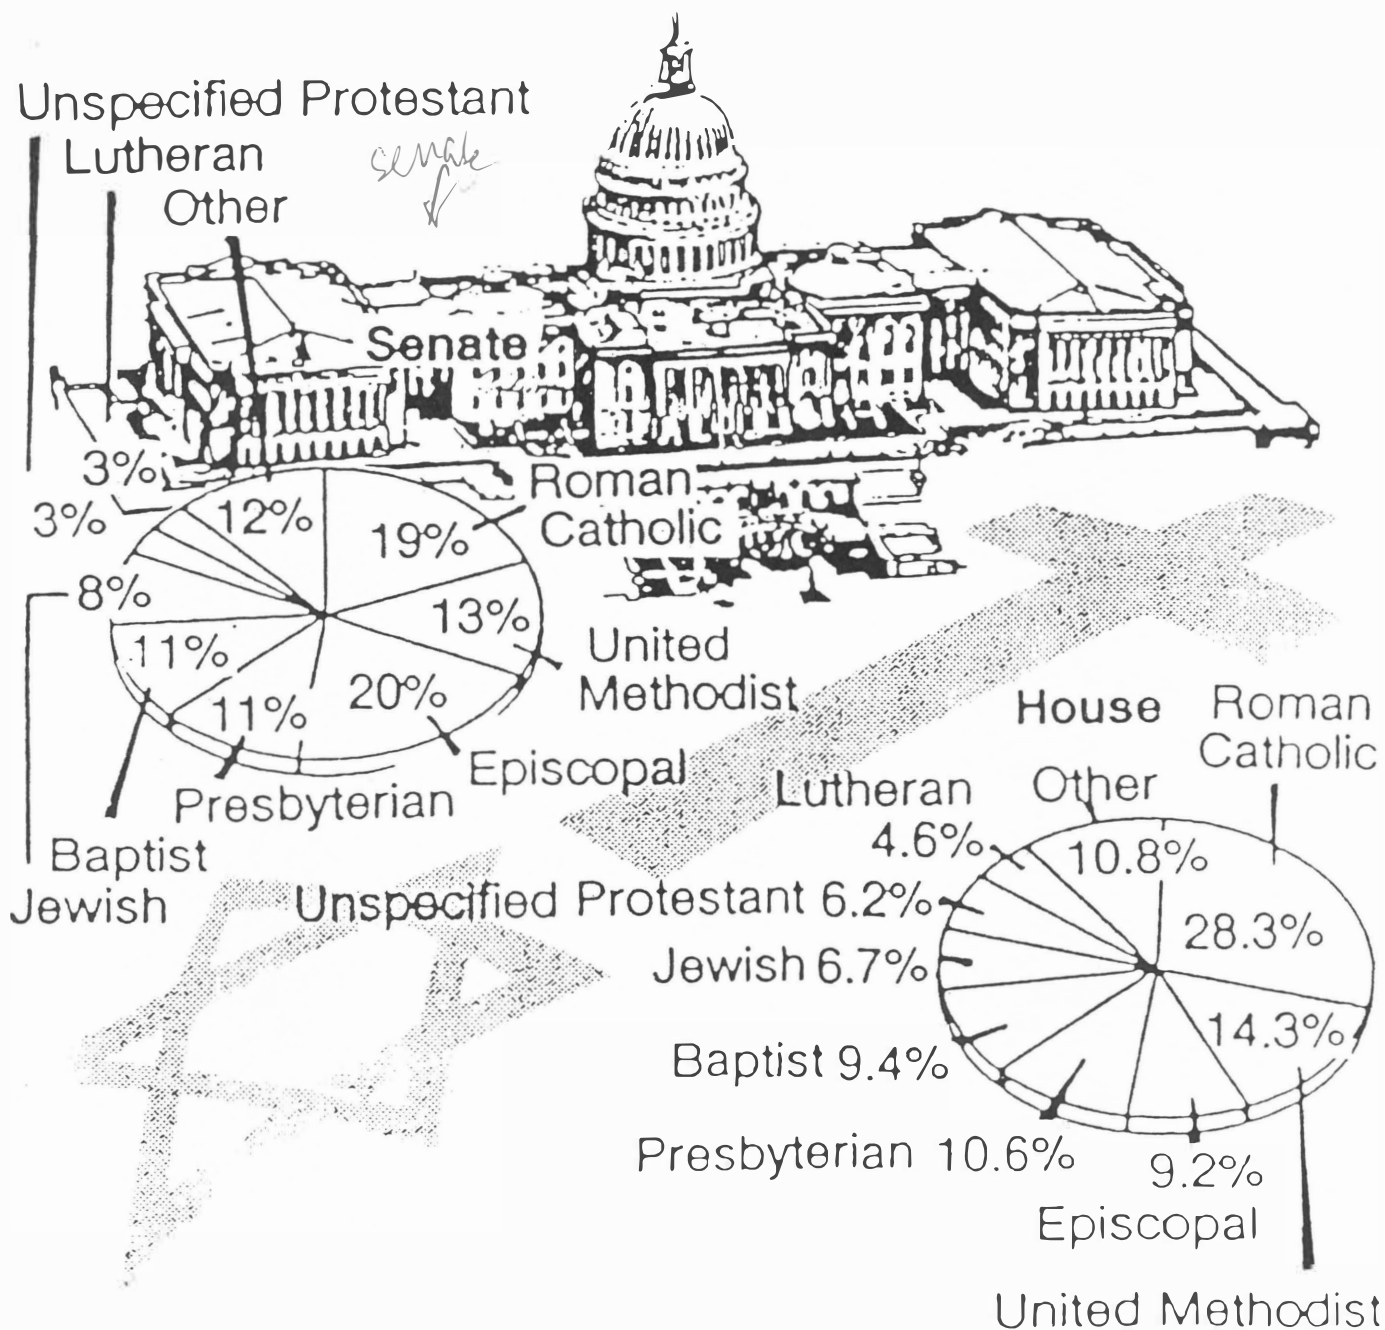 Unspecified Protestant
Lutheran
Other
senate
Senate
3%
3%
12%
19%
Roman
Catholic
8%
13%
11%
20%
11%
United
Methodist
Episcopal
Presbyterian
Baptist
Jewish
House
Roman
Catholic
Other
Lutheran
4.6%
10.8%
Unspecified Protestant 6.2%
28.3%
Jewish 6.7%
14.3%
Baptist 9.4%
Presbyterian 10.6%
9.2%
Episcopal
United Methodist